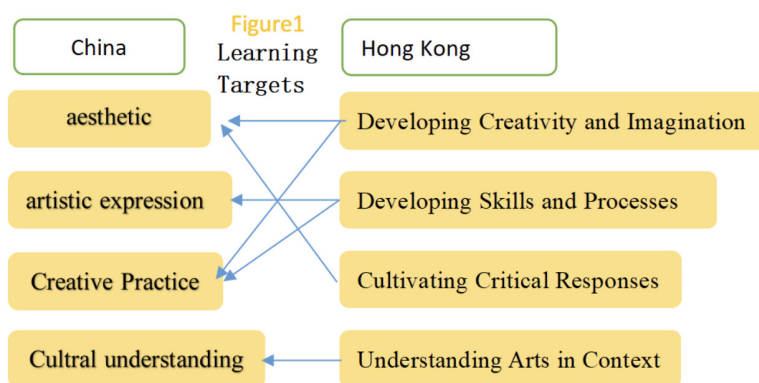 China
Figure1
Learning
Targets
Hong Kong
aesthetic
Developing Creativity and Imagination
artistic expression
Developing Skills and Processes
Creative Practice
Cultivating Critical Responses
Cultral understanding
Understanding Arts in Context